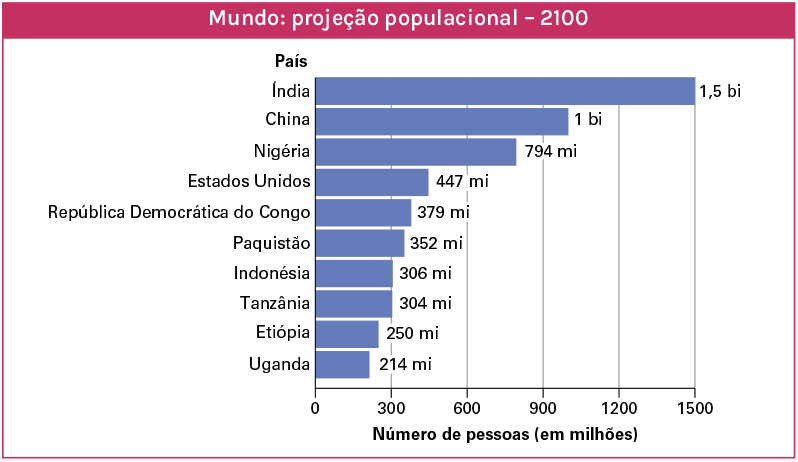 Mundo: projeção populacional – 2100
País
Índia 1,5 bi
China 1 bi
Nigéria 794 mi
Estados Unidos 447 mi
República Democrática do Congo 379 mi
Paquistão 352 mi
Indonésia 306 mi
Tanzânia 304 mi
Etiópia 250 mi
Uganda 214 mi
0 300 600 900 1200 1500
Número de pessoas (em milhões)